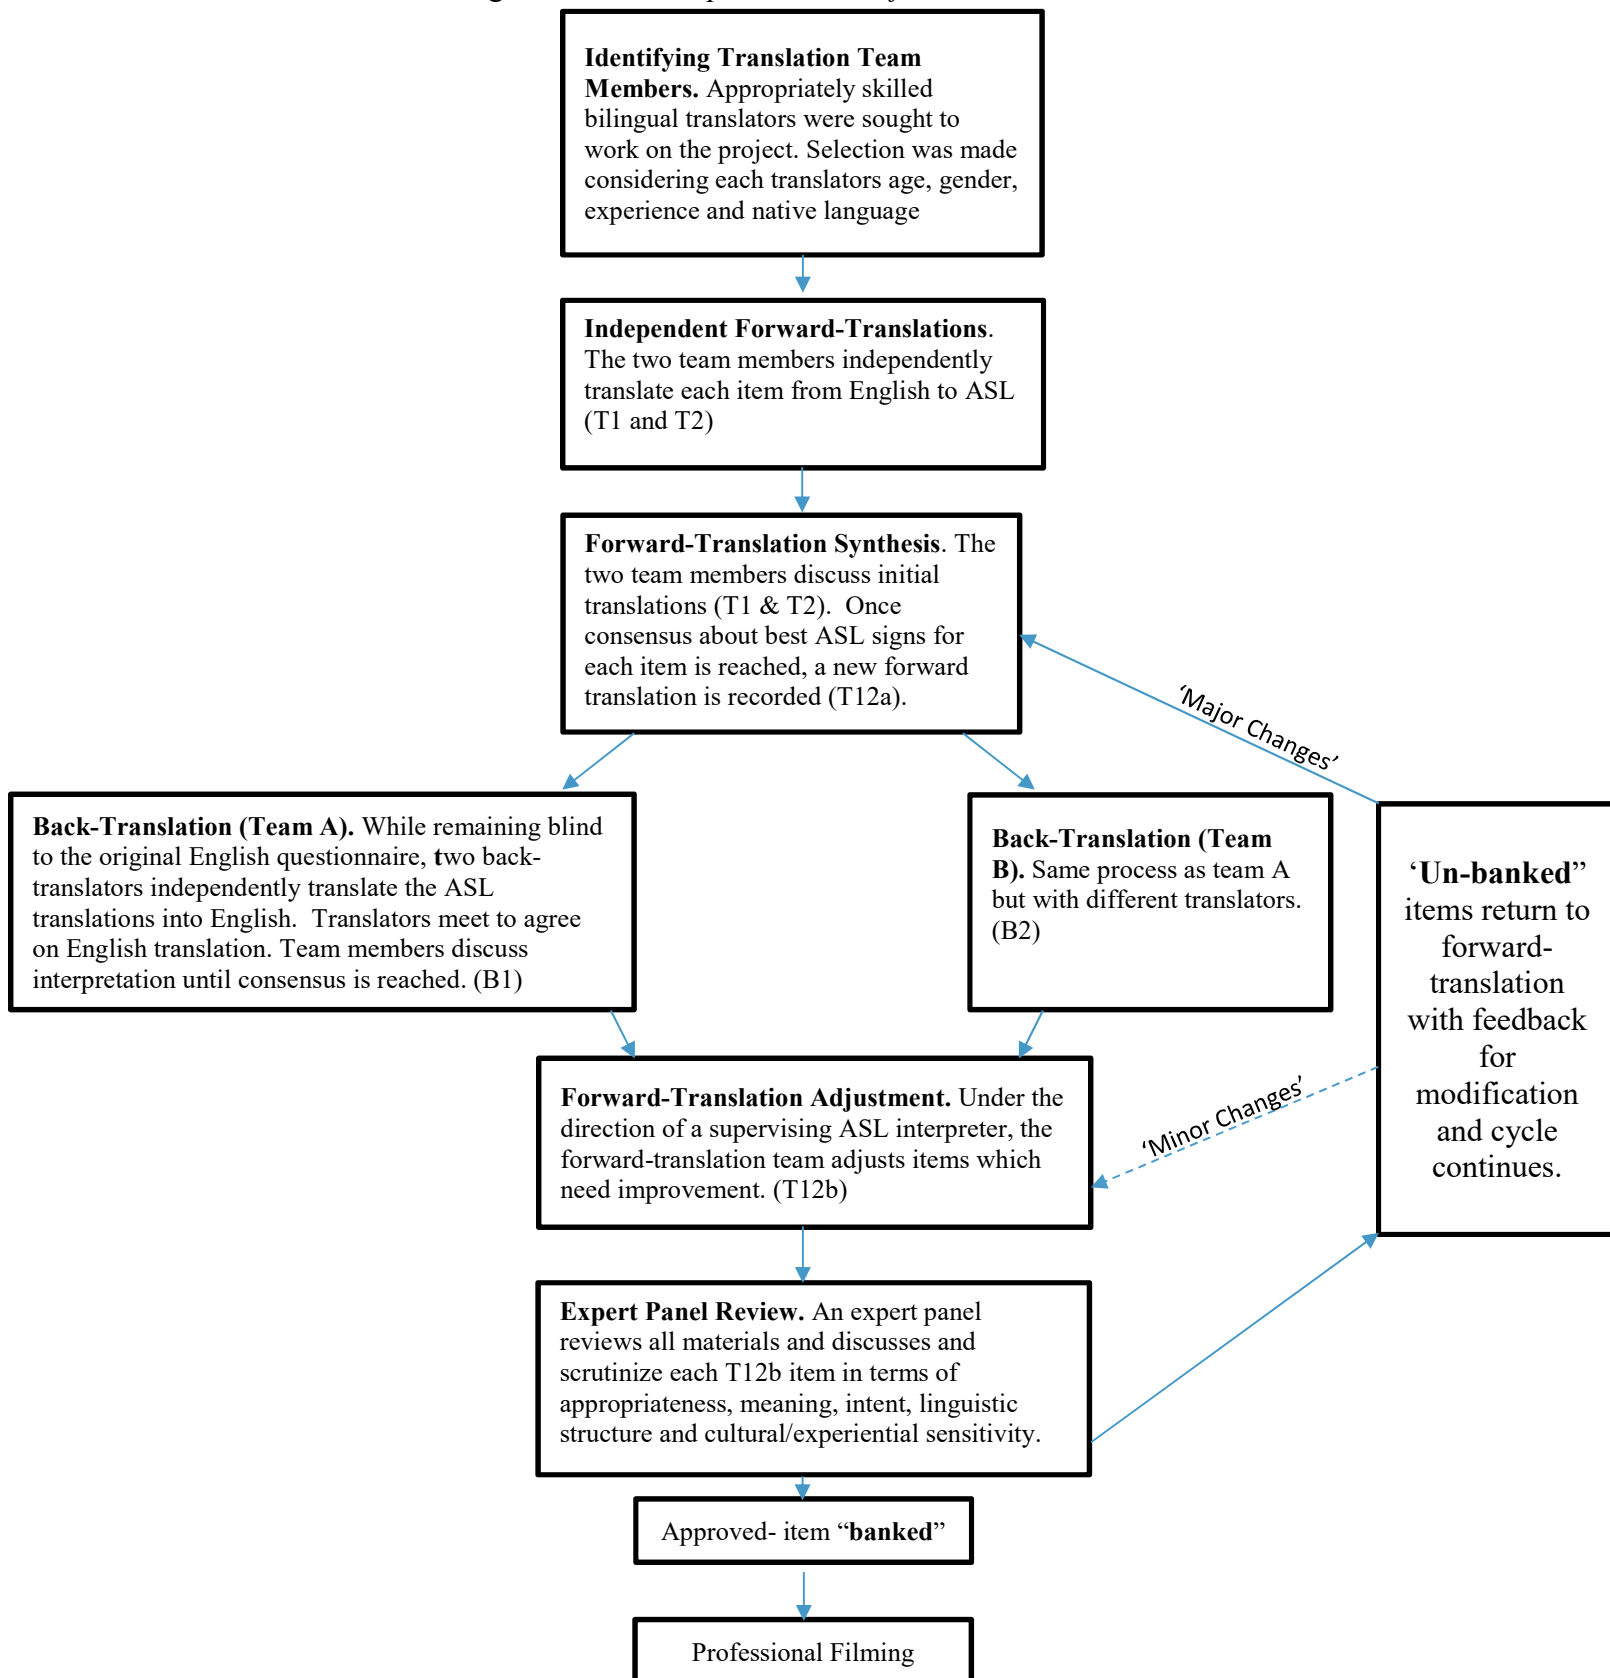 Identifying Translation Team
Members. Appropriately skilled
bilingual translators were sought to
work on the project. Selection was made
considering each translators age, gender,
experience and native language
Independent Forward-Translations.
The two team members independently
translate each item from English to ASL
(T1 and T2)
Forward-Translation Synthesis. The
two team members discuss initial
translations (T1 & T2).  Once
consensus about best ASL signs for
each item is reached, a new forward
translation is recorded (T12a).
‘Major Changes’
Back-Translation (Team A). While remaining blind
to the original English questionnaire, two back-
translators independently translate the ASL
translations into English.  Translators meet to agree
on English translation. Team members discuss
interpretation until consensus is reached. (B1)
Back-Translation (Team
B). Same process as team A
but with different translators.
(B2)
‘Un-banked”
items return to
forward-
translation
with feedback
for
modification
and cycle
continues.
‘Minor Changes’
Forward-Translation Adjustment. Under the
direction of a supervising ASL interpreter, the
forward-translation team adjusts items which
need improvement. (T12b)
Expert Panel Review. An expert panel
reviews all materials and discusses and
scrutinize each T12b item in terms of
appropriateness, meaning, intent, linguistic
structure and cultural/experiential sensitivity.
Approved- item “banked”
Professional Filming